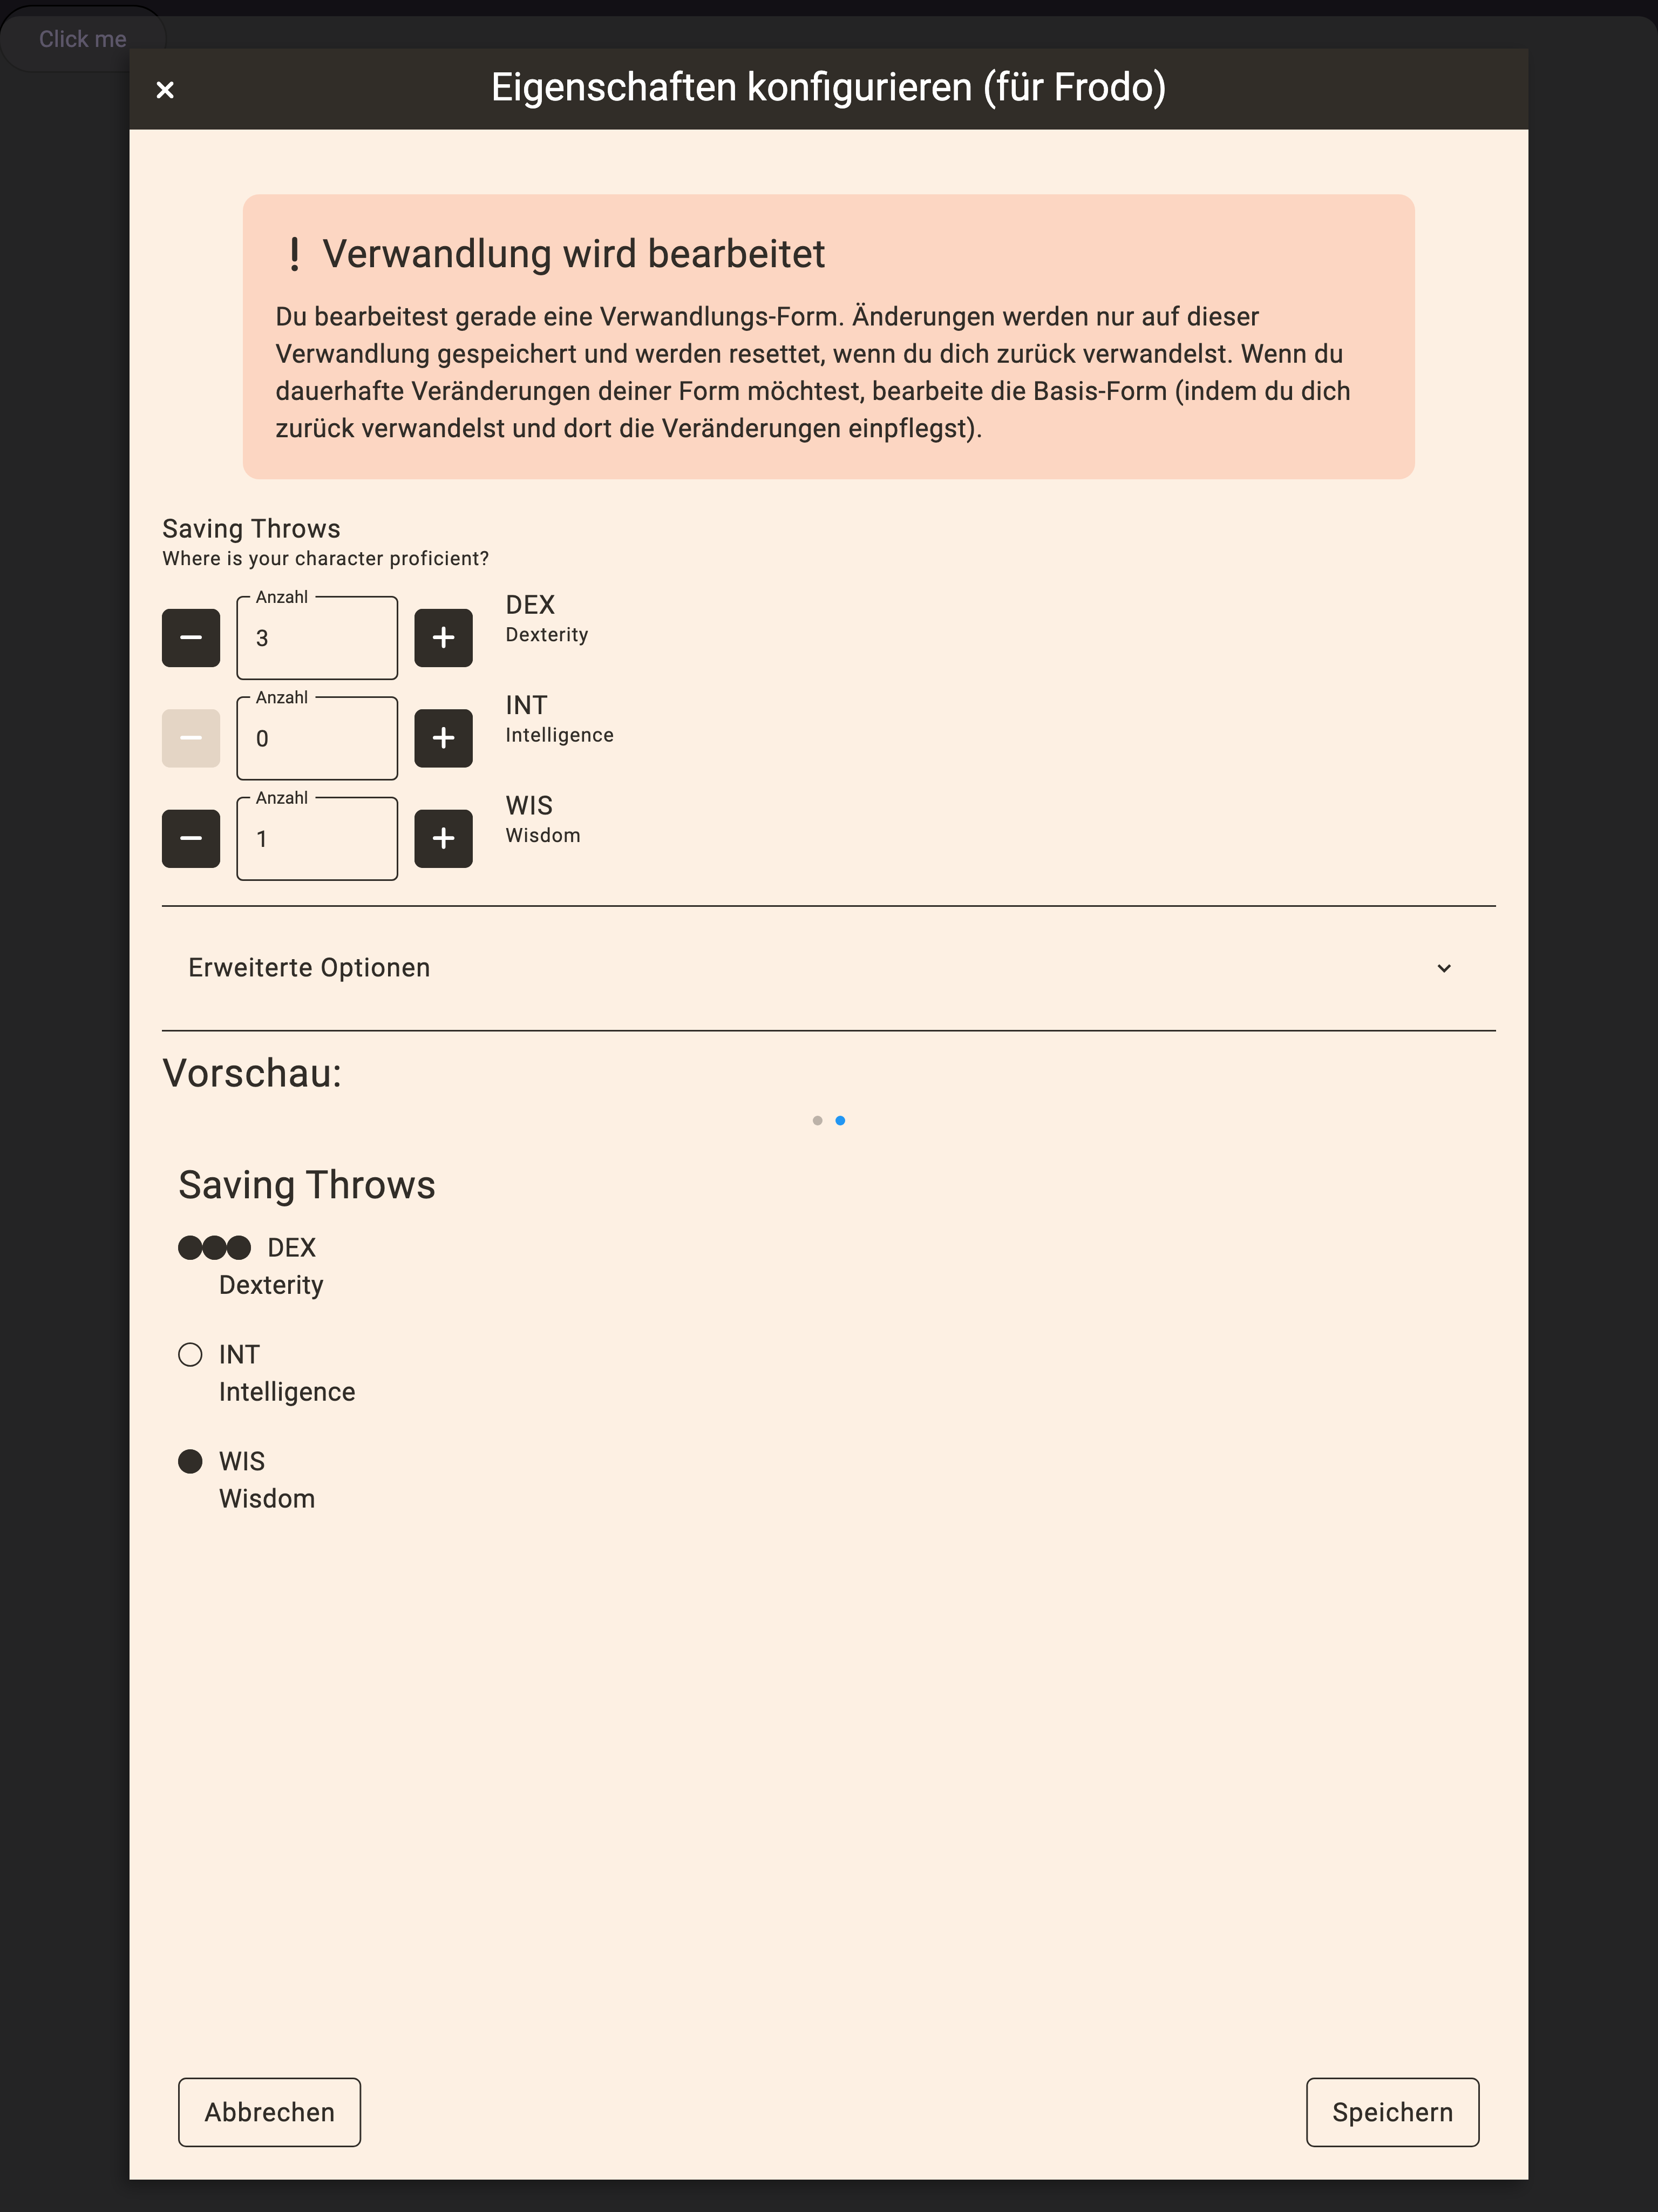 Click me
Eigenschaften konfigurieren (für Frodo)
Verwandlung wird bearbeitet
Du bearbeitest gerade eine Verwandlungs-Form. Änderungen werden nur auf dieser
Verwandlung gespeichert und werden resettet, wenn du dich zurück verwandelst. Wenn du
dauerhafte Veränderungen deiner Form möchtest, bearbeite die Basis-Form (indem du dich
zurück verwandelst und dort die Veränderungen einpflegst).
Saving Throws
Where is your character proficient?
Anzahl
3
DEX
Dexterity
Anzahl
0
INT
Intelligence
Anzahl
1
WIS
Wisdom
Erweiterte Optionen
Vorschau:
Saving Throws
DEX
Dexterity
INT
Intelligence
WIS
Wisdom
Abbrechen
Speichern